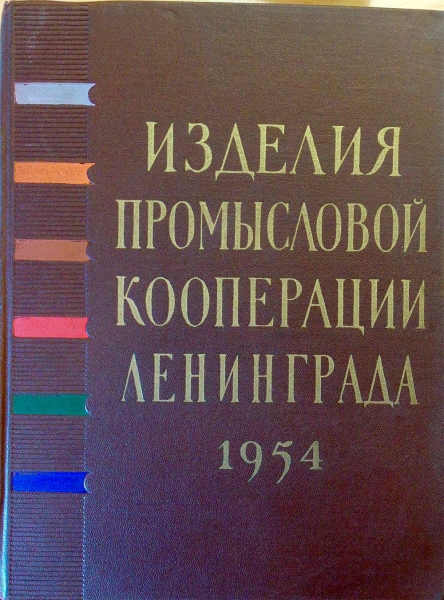 ИЗДЕЛИЯ
ПРОМЫСЛОВОЙ
КООПЕРАЦИИ
ЛЕНИНГРАДА
1954